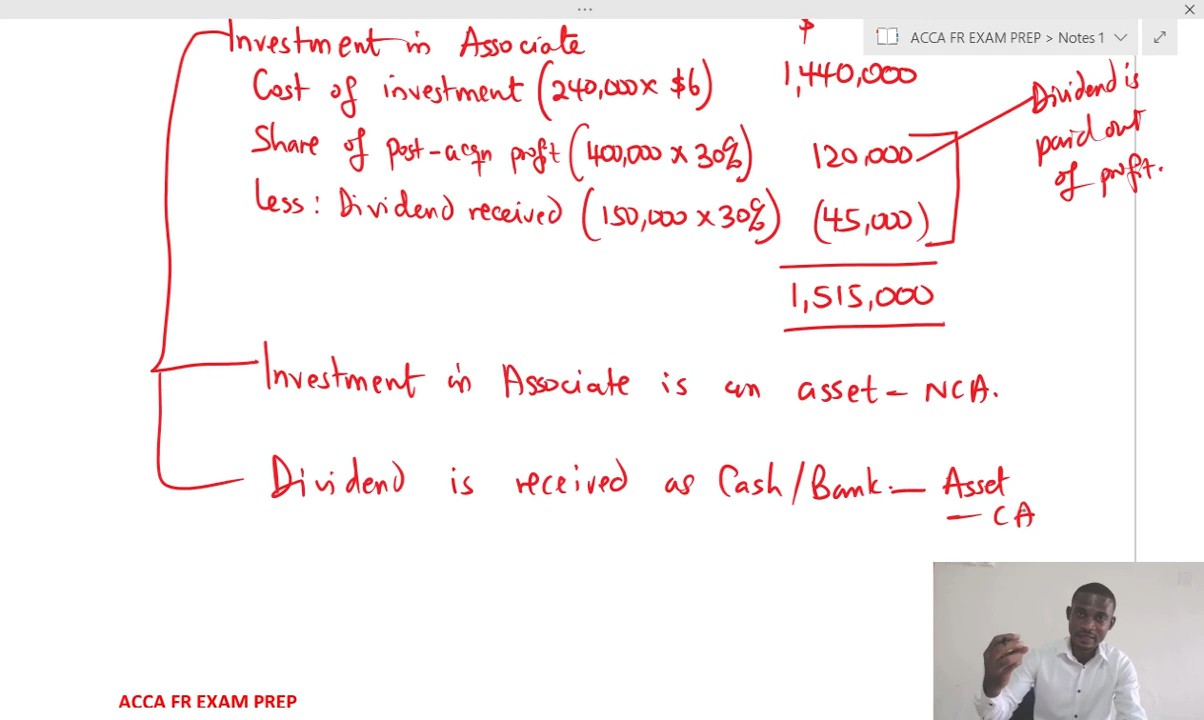 ACCA FR EXAM PREP > Notes 1
Investment in Associate
$
Cost of investment (240,000 x $6) 1,440,000
Share of post-acqn profit (400,000 x 30%) 120,000
Less: Dividend received (150,000 x 30%) (45,000)
1,515,000
Dividend is
paid out
of profit.
Investment in Associate is an asset - NCA.
Dividend is received as Cash/Bank. — Asset
— CA
ACCA FR EXAM PREP